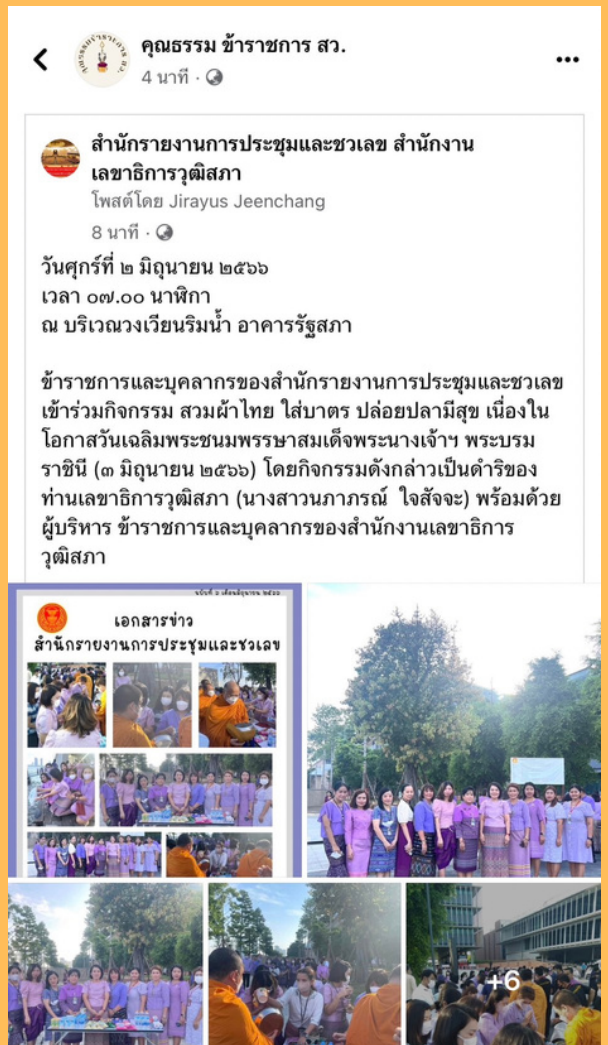 คุณธรรม ข้าราชการ สว.
4 นาที ·
สำนักรายงานการประชุมและชวเลข สำนักงาน
เลขาธิการวุฒิสภา
โพสต์โดย Jirayus Jeenchang
8 นาที ·
วันศุกร์ที่ ๒ มิถุนายน ๒๕๖๖
เวลา ๐๗.๐๐ นาฬิกา
ณ บริเวณวงเวียนริมน้ำ อาคารรัฐสภา
ข้าราชการและบุคลากรของสำนักรายงานการประชุมและชวเลข
เข้าร่วมกิจกรรม สวมผ้าไทย ใส่บาตร ปล่อยปลามีสุข เนื่องใน
โอกาสวันเฉลิมพระชนมพรรษาสมเด็จพระนางเจ้าฯ พระบรม
ราชินี (๓ มิถุนายน ๒๕๖๖) โดยกิจกรรมดังกล่าวเป็นดำริของ
ท่านเลขาธิการวุฒิสภา (นางสาวนภาภรณ์ ใจสัจจะ) พร้อมด้วย
ผู้บริหาร ข้าราชการและบุคลากรของสำนักงานเลขาธิการ
วุฒิสภา
เอกสารข่าว
สำนักรายงานการประชุมและชวเลข
+6